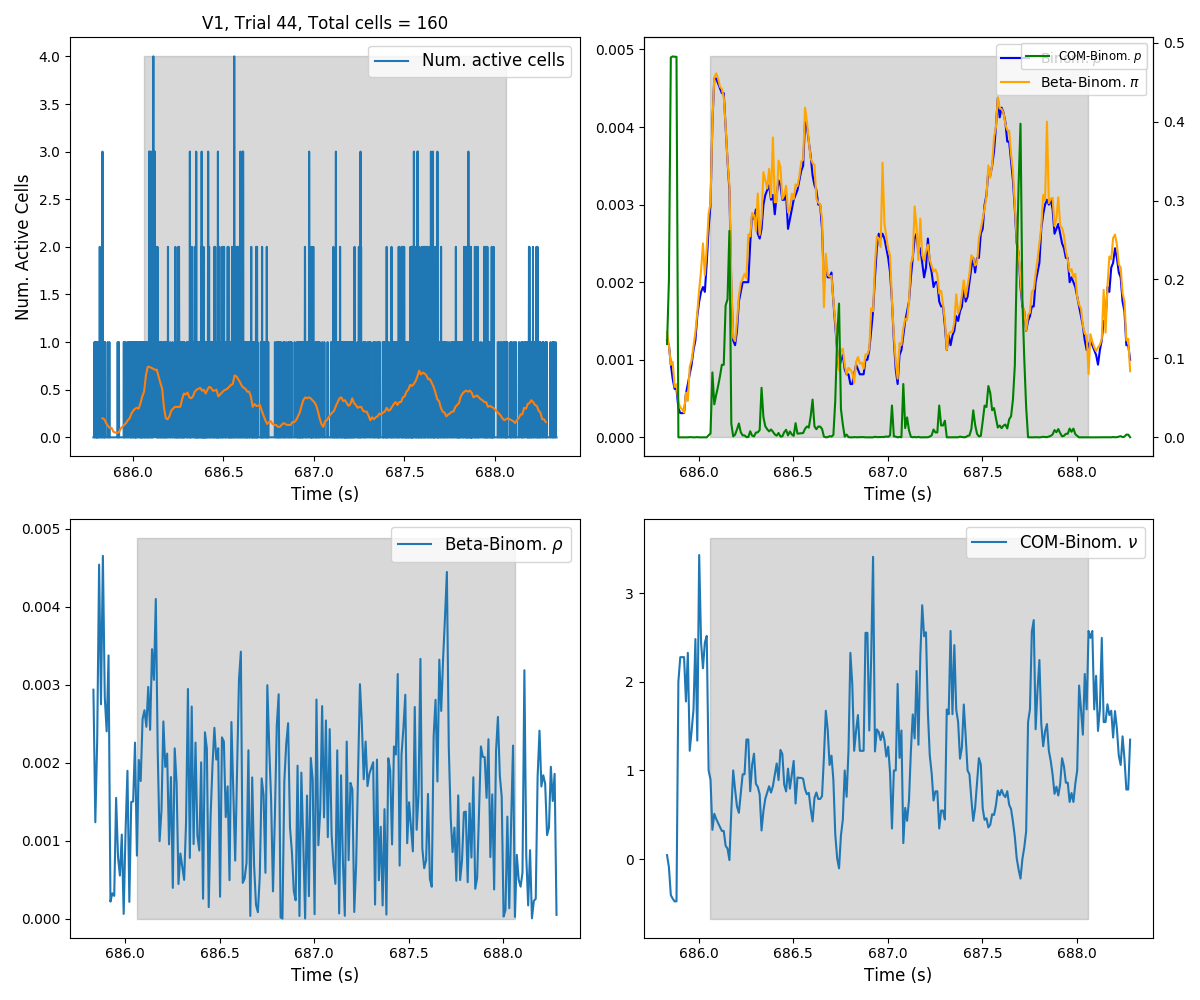 V1, Trial 44, Total cells = 160
Num. active cells
Num. Active Cells
4.0
3.5
3.0
2.5
2.0
1.5
1.0
0.5
0.0
686.0 686.5 687.0 687.5 688.0
Time (s)
COM-Binom. p
Beta-Binom. π
0.005
0.004
0.003
0.002
0.001
0.000
0.5
0.4
0.3
0.2
0.1
0.0
686.0 686.5 687.0 687.5 688.0
Time (s)
Beta-Binom. ρ
0.005
0.004
0.003
0.002
0.001
0.000
686.0 686.5 687.0 687.5 688.0
Time (s)
COM-Binom. ν
3
2
1
0
686.0 686.5 687.0 687.5 688.0
Time (s)